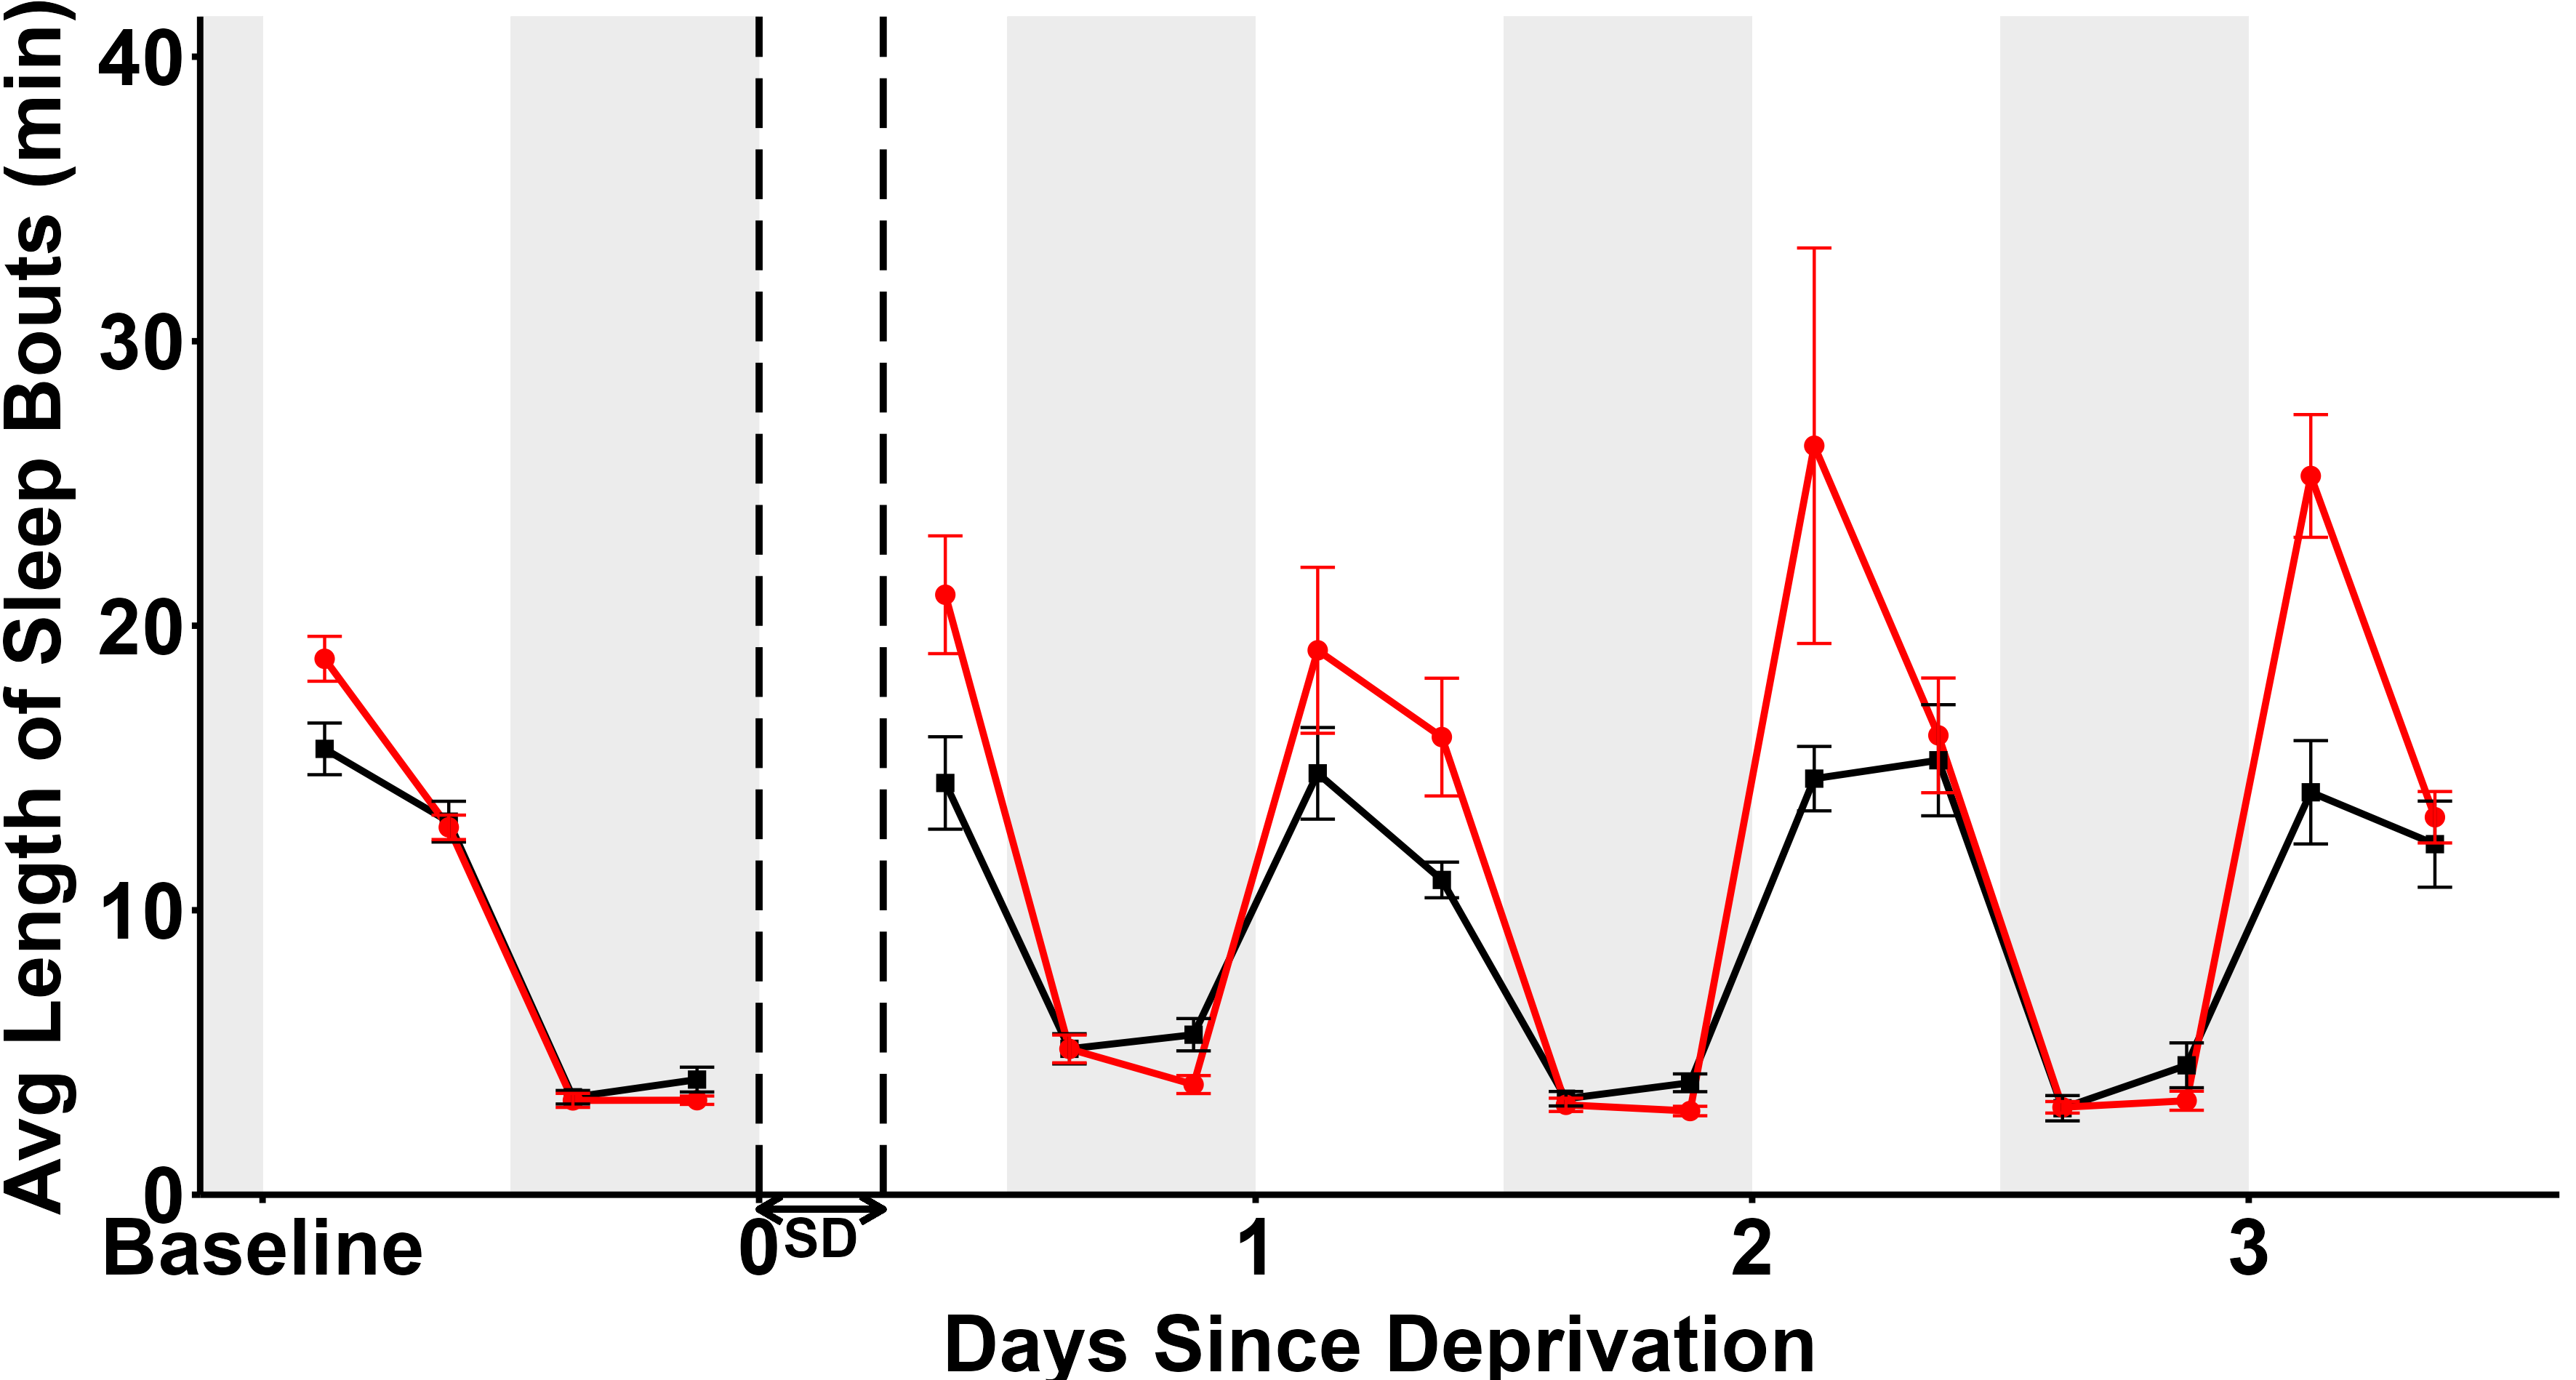 Avg Length of Sleep Bouts (min)
40
30
20
10
0
Baseline 0 SD 1 2 3
Days Since Deprivation